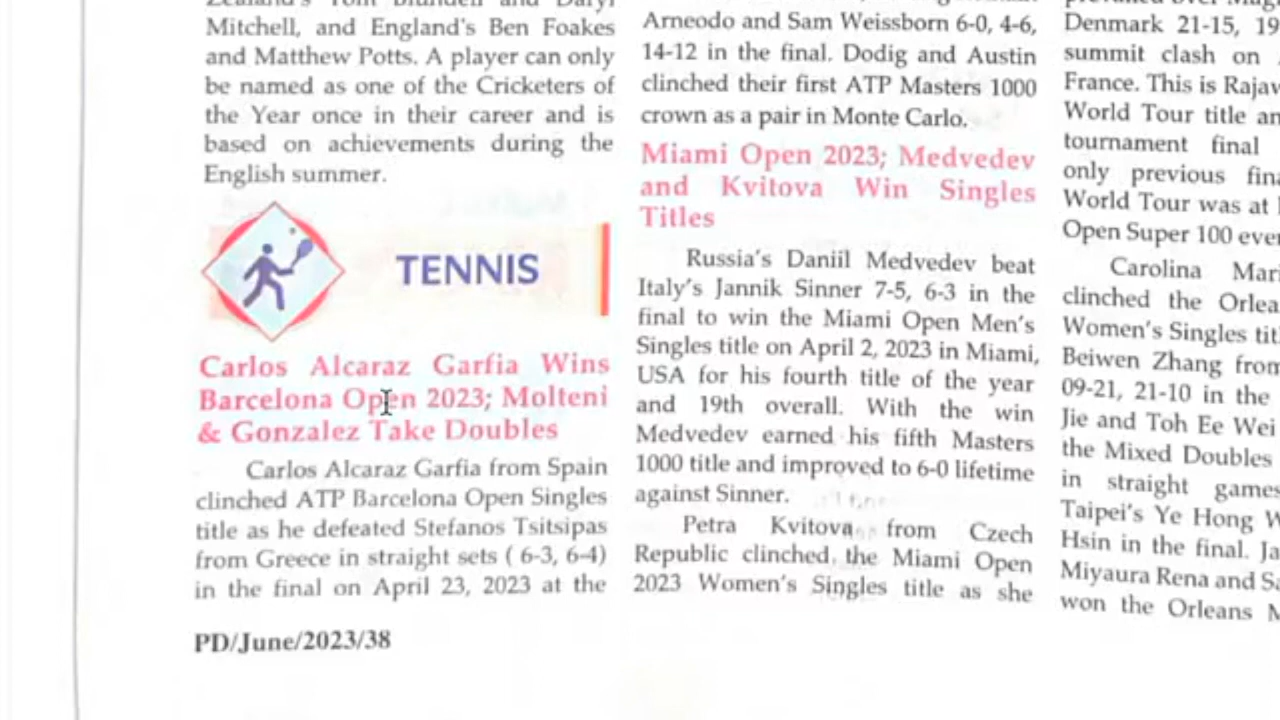 Mitchell, and England's Ben Foakes
and Matthew Potts. A player can only
be named as one of the Cricketers of
the Year once in their career and is
based on achievements during the
English summer.
TENNIS
Carlos Alcaraz Garfia Wins
Barcelona Open 2023; Molteni
& Gonzalez Take Doubles
Carlos Alcaraz Garfia from Spain
clinched ATP Barcelona Open Singles
title as he defeated Stefanos Tsitsipas
from Greece in straight sets ( 6-3, 6-4)
in the final on April 23, 2023 at the
PD/June/2023/38
Arneodo and Sam Weissborn 6-0, 4-6,
14-12 in the final. Dodig and Austin
clinched their first ATP Masters 1000
crown as a pair in Monte Carlo.
Miami Open 2023; Medvedev
and Kvitova Win Singles
Titles
Russia's Daniil Medvedev beat
Italy's Jannik Sinner 7-5, 6-3 in the
final to win the Miami Open Men's
Singles title on April 2, 2023 in Miami,
USA for his fourth title of the year
and 19th overall. With the win
Medvedev earned his fifth Masters
1000 title and improved to 6-0 lifetime
against Sinner.
Petra Kvitova from Czech
Republic clinched the Miami Open
2023 Women's Singles title as she
Denmark 21-15, 19
summit clash on
France. This is Rajaw
World Tour title an
tournament final
only previous fina
World Tour was at
Open Super 100 even
Carolina Mari
clinched the Orlea
Women's Singles titl
Beiwen Zhang from
09-21, 21-10 in the
Jie and Toh Ee Wei
the Mixed Doubles
in straight games
Taipei's Ye Hong W
Hsin in the final. Ja
Miyaura Rena and Sa
won the Orleans M